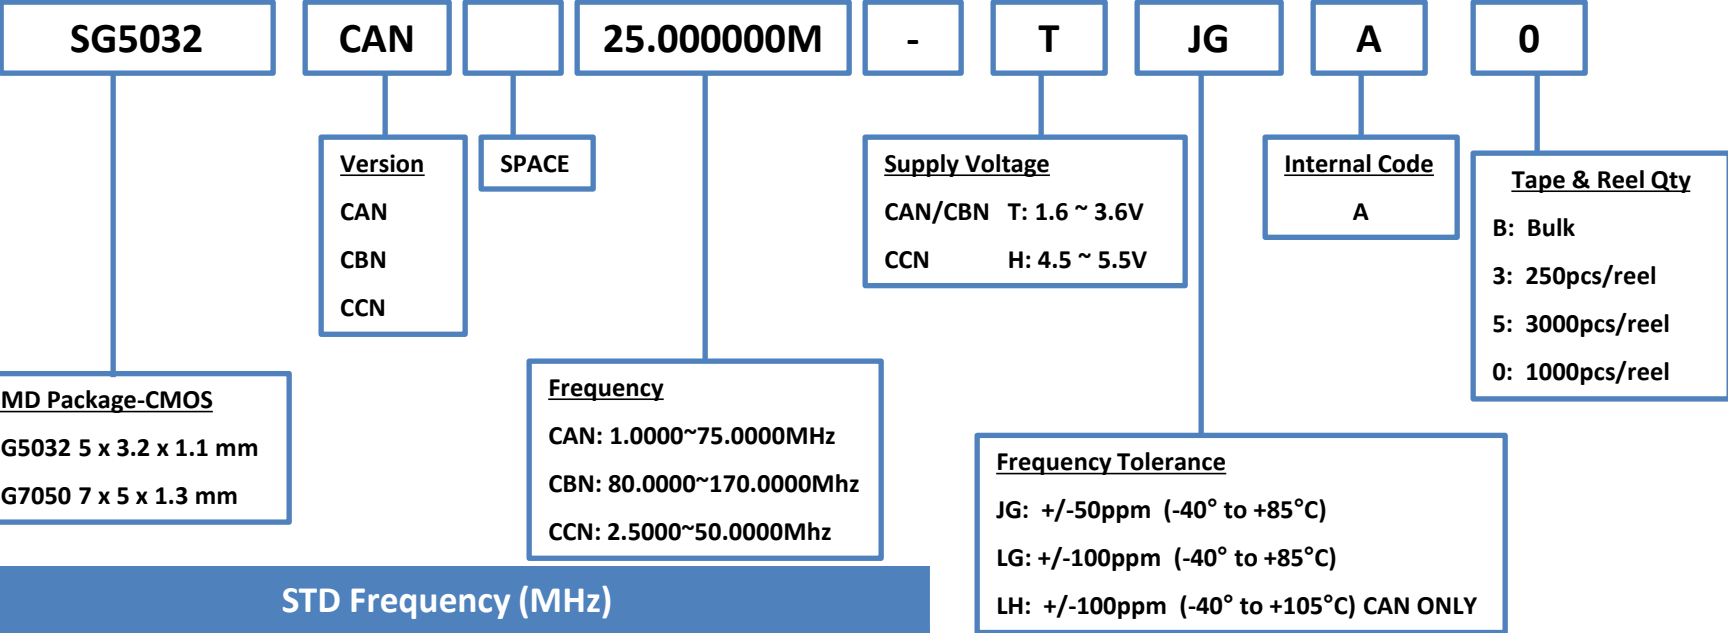 SG5032 CAN 25.000000M - T JG A 0
Version
CAN
CBN
CCN
SPACE
Supply Voltage
CAN/CBN T: 1.6 ~ 3.6V
CCN H: 4.5 ~ 5.5V
Internal Code
A
Tape & Reel Qty
B: Bulk
3: 250pcs/reel
5: 3000pcs/reel
0: 1000pcs/reel
MD Package-CMOS
G5032 5 x 3.2 x 1.1 mm
G7050 7 x 5 x 1.3 mm
Frequency
CAN: 1.0000~75.0000MHz
CBN: 80.0000~170.0000Mhz
CCN: 2.5000~50.0000Mhz
Frequency Tolerance
JG: +/-50ppm (-40° to +85°C)
LG: +/-100ppm (-40° to +85°C)
LH: +/-100ppm (-40° to +105°C) CAN ONLY
STD Frequency (MHz)